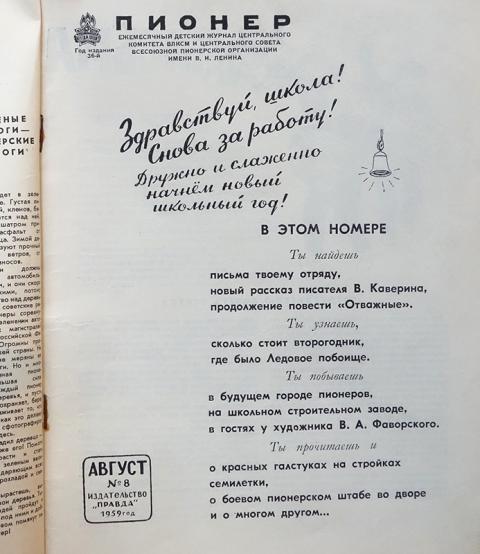 ПИОНЕР
ЕЖЕМЕСЯЧНЫЙ ДЕТСКИЙ ЖУРНАЛ ЦЕНТРАЛЬНОГО
КОМИТЕТА ВЛКСМ И ЦЕНТРАЛЬНОГО СОВЕТА
ВСЕСОЮЗНОЙ ПИОНЕРСКОЙ ОРГАНИЗАЦИИ
ИМЕНИ В. И. ЛЕНИНА
Год издания
36-й
Здравствуй, школа!
Снова за работу!
Дружно и слаженно
начнём новый
школьный год!
В ЭТОМ НОМЕРЕ
Ты найдешь
письма твоему отряду,
новый рассказ писателя В. Каверина,
продолжение повести «Отважные».
Ты узнаешь,
сколько стоит второгодник,
где было Ледовое побоище.
Ты побываешь
в будущем городе пионеров,
на школьном строительном заводе,
в гостях у художника В. А. Фаворского.
Ты прочитаешь и
о красных галстуках на стройках
семилетки,
о боевом пионерском штабе во дворе
и о многом другом...
АВГУСТ
№ 8
ИЗДАТЕЛЬСТВО
„ПРАВДА"
1959 год